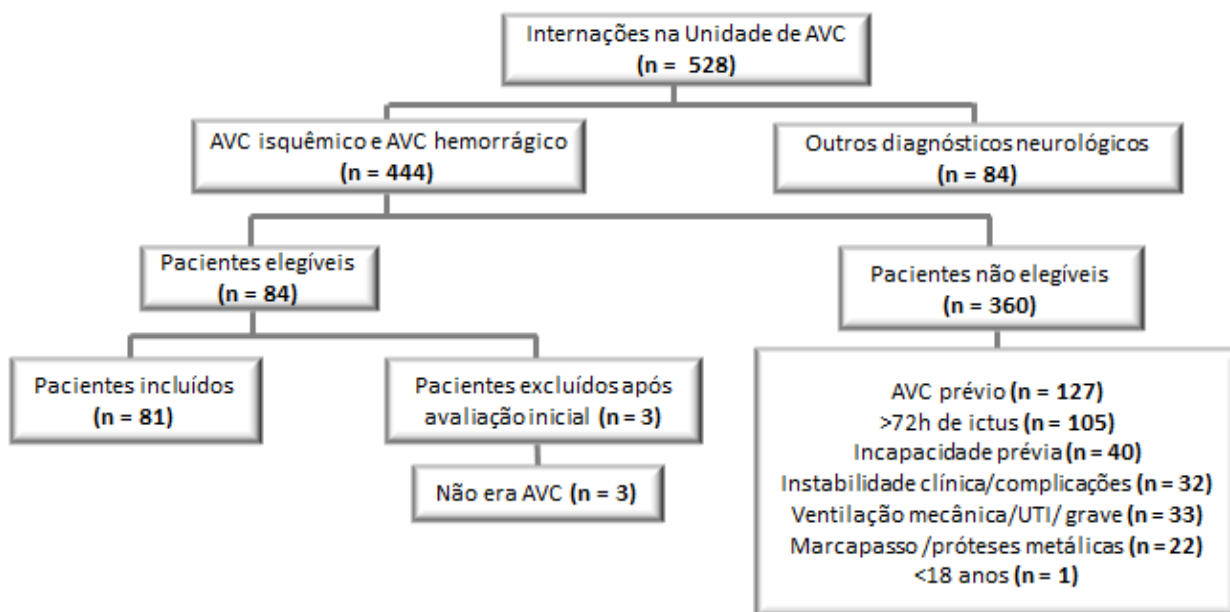 Internações na Unidade de AVC
(n = 528)
AVC isquêmico e AVC hemorrágico
(n = 444)
Outros diagnósticos neurológicos
(n = 84)
Pacientes elegíveis
(n = 84)
Pacientes não elegíveis
(n = 360)
Pacientes incluídos
(n = 81)
Pacientes excluídos após
avaliação inicial (n = 3)
Não era AVC (n = 3)
AVC prévio (n = 127)
>72h de ictus (n = 105)
Incapacidade prévia (n = 40)
Instabilidade clínica/complicações (n = 32)
Ventilação mecânica/UTI/ grave (n = 33)
Marcapasso /próteses metálicas (n = 22)
<18 anos (n = 1)